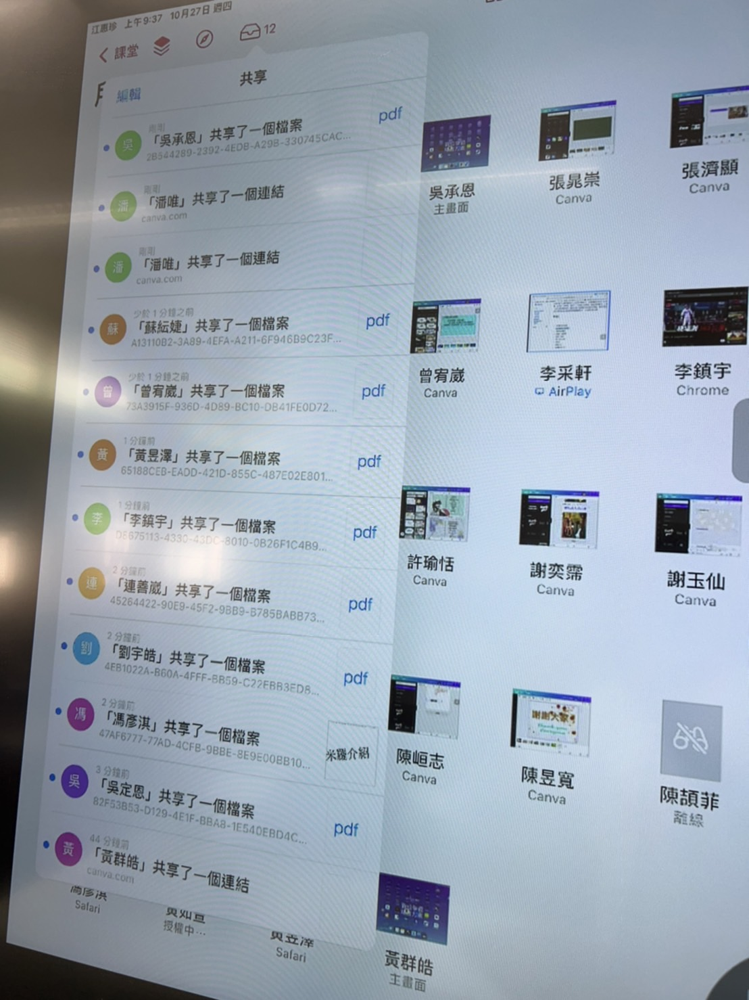 江惠珍 上午9:37 10月27日 週四
課堂
12
共享
編輯
剛剛
「吳承恩」共享了一個檔案
2B544289-2392-4EDB-A29B-330745CAC...
pdf
吳
剛剛
「潘唯」共享了一個連結
canva.com
潘
剛剛
「潘唯」共享了一個連結
canva.com
潘
少於 1 分鐘之前
「蘇紜婕」共享了一個檔案
A13110B2-3A89-4EFA-A211-6F946B9C23F...
pdf
蘇
少於 1 分鐘之前
「曾宥崴」共享了一個檔案
73A3915F-936D-4D89-BC10-DB41FE0D72...
pdf
曾
1 分鐘前
「黃昱澤」共享了一個檔案
65188CEB-EADD-421D-855C-487E02E801...
pdf
黃
1 分鐘前
「李鎮宇」共享了一個檔案
DB675113-4330-43DC-8010-0B26F1C4B9...
pdf
李
2 分鐘前
「連善崴」共享了一個檔案
45264422-90E9-45F2-9BB9-B785BABB73...
pdf
連
2 分鐘前
「劉宇皓」共享了一個檔案
4EB1022A-B60A-4FFF-BB59-C22EBB3ED8...
pdf
劉
2 分鐘前
「馮彥淇」共享了一個檔案
47AF6777-77AD-4CFB-9BBE-8E9E00BB10...
米羅介紹
馮
3 分鐘前
「吳定恩」共享了一個檔案
82F53B53-D129-4E1F-BBA8-1E540EBD4C...
pdf
吳
44 分鐘前
「黃群皓」共享了一個連結
canva.com
黃
吳承恩
主畫面
張晁崇
Canva
張濟顯
Canva
曾宥崴
Canva
李采軒
AirPlay
李鎮宇
Chrome
許瑜恬
Canva
謝奕霈
Canva
謝玉仙
Canva
陳峘志
Canva
謝謝大家
陳昱寬
Canva
陳頡菲
離線
馮彥淇
Safari
黃如萱
授權中...
黃昱澤
Safari
黃群皓
主畫面